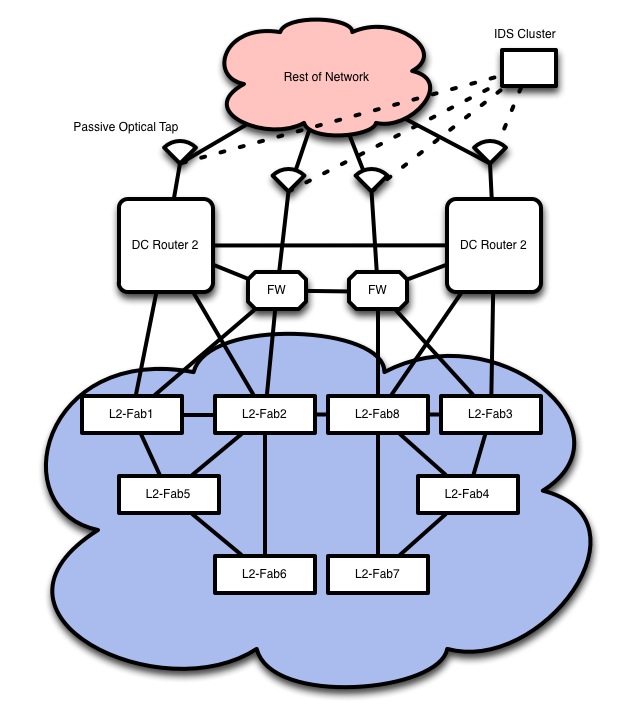 IDS Cluster
Rest of Network
Passive Optical Tap
DC Router 2
DC Router 2
FW
FW
L2-Fab1
L2-Fab2
L2-Fab8
L2-Fab3
L2-Fab5
L2-Fab4
L2-Fab6
L2-Fab7